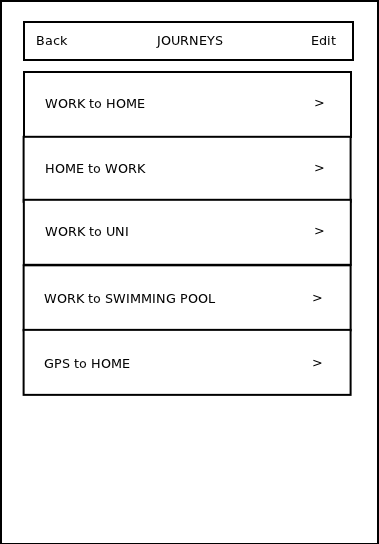 Back JOURNEYS Edit
WORK to HOME >
HOME to WORK >
WORK to UNI >
WORK to SWIMMING POOL >
GPS to HOME >